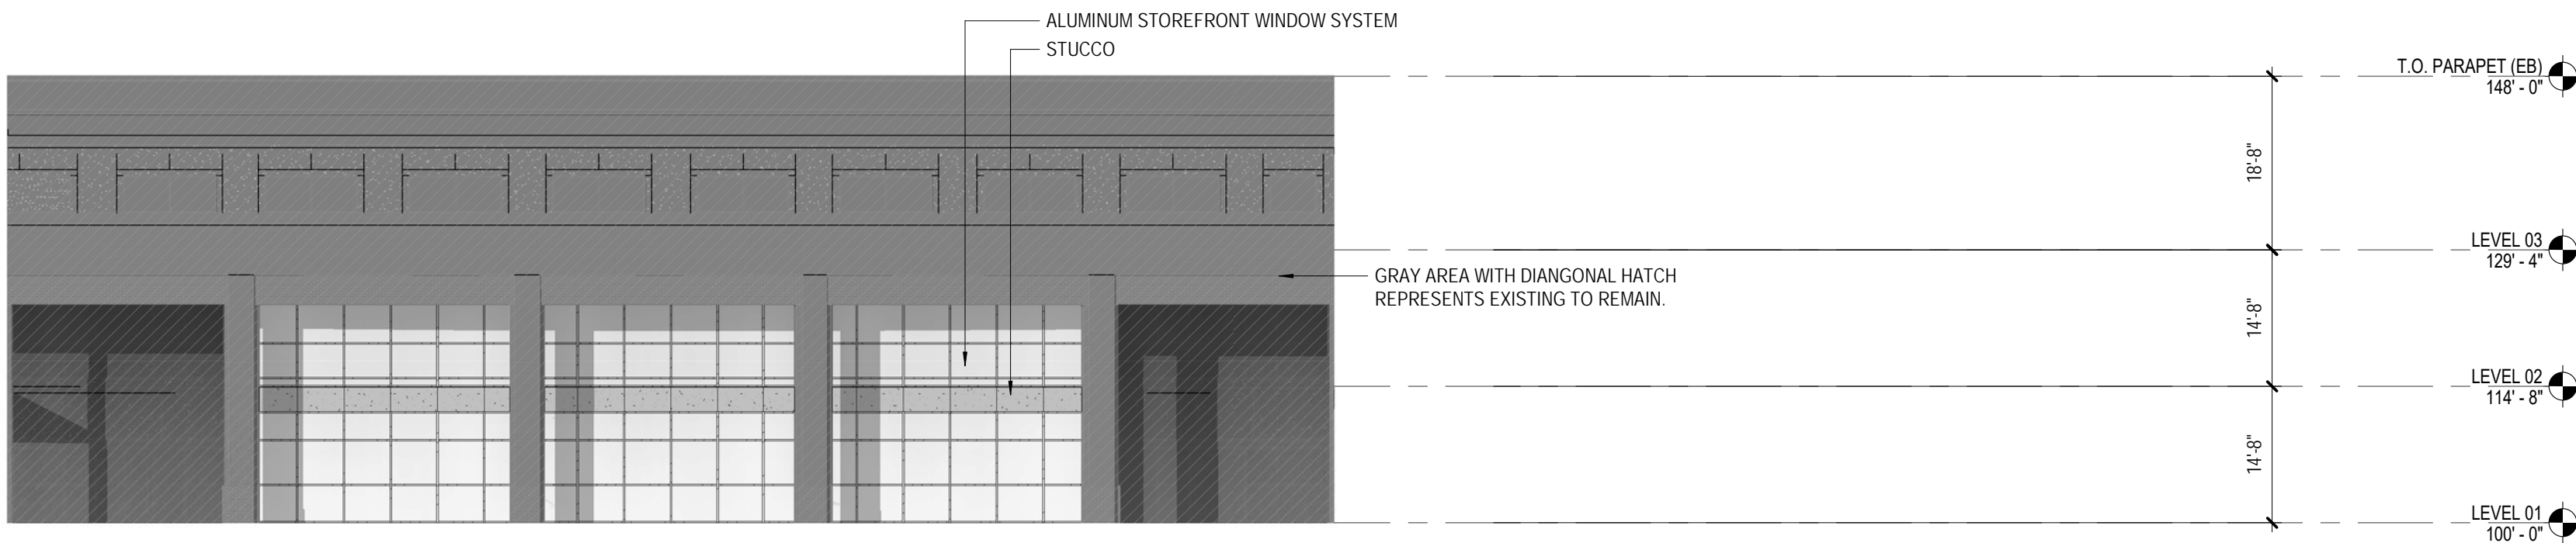 ALUMINUM STOREFRONT WINDOW SYSTEM
STUCCO
T.O. PARAPET (EB)
148' - 0"
18'-8"
LEVEL 03
129' - 4"
GRAY AREA WITH DIANGONAL HATCH
REPRESENTS EXISTING TO REMAIN.
14'-8"
LEVEL 02
114' - 8"
14'-8"
LEVEL 01
100' - 0"